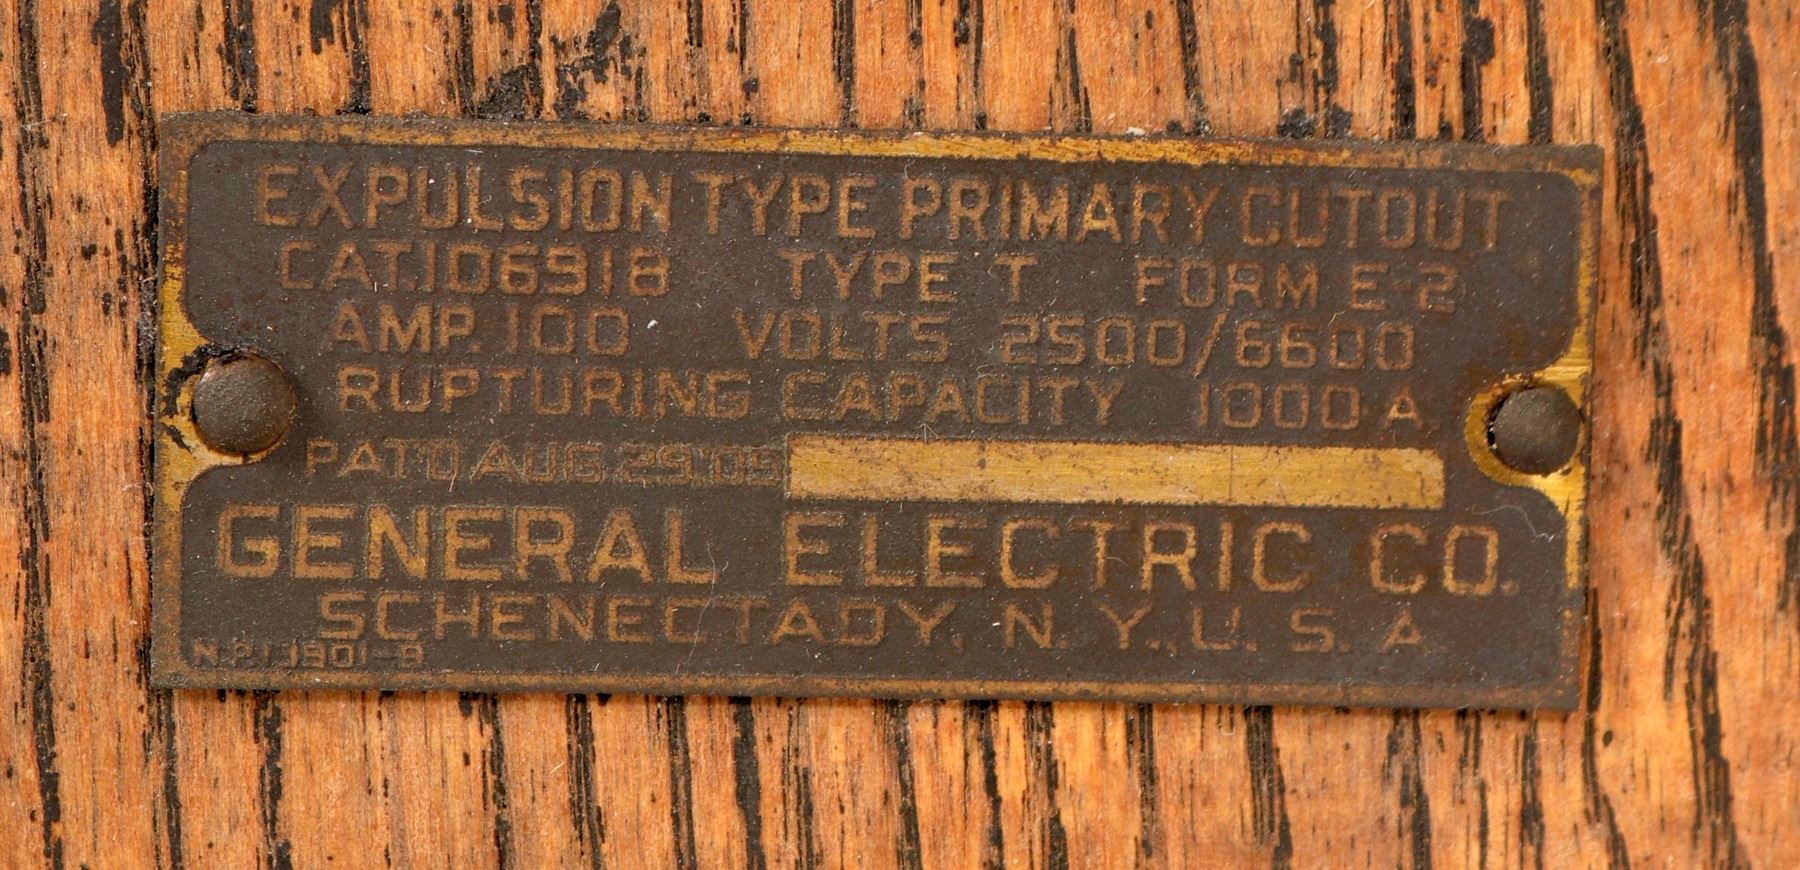 EXPULSION TYPE PRIMARY CUTOUT
CAT.106918 TYPE T FORM E-2
AMP. 100 VOLTS 2500/6600
RUPTURING CAPACITY 1000 A.
PAT'D AUG. 29.'05
GENERAL ELECTRIC CO.
SCHENECTADY, N. Y., U. S. A.
N.P. 13901-B